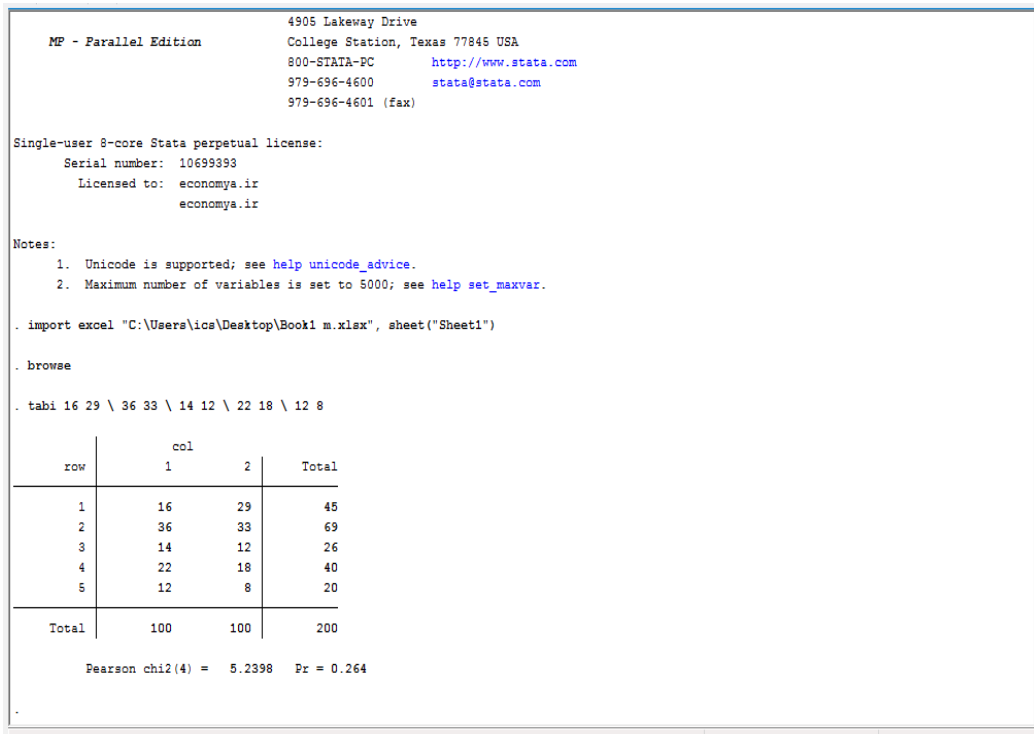 4905 Lakeway Drive
MP - Parallel Edition College Station, Texas 77845 USA
800-STATA-PC http://www.stata.com
979-696-4600 stata@stata.com
979-696-4601 (fax)
Single-user 8-core Stata perpetual license:
Serial number: 10699393
Licensed to: economya.ir
economya.ir
Notes:
1. Unicode is supported; see help unicode_advice.
2. Maximum number of variables is set to 5000; see help set_maxvar.
. import excel "C:\Users\ics\Desktop\Book1 m.xlsx", sheet("Sheet1")
. browse
. tabi 16 29 \ 36 33 \ 14 12 \ 22 18 \ 12 8
col
row 1 2 Total
1 16 29 45
2 36 33 69
3 14 12 26
4 22 18 40
5 12 8 20
Total 100 100 200
Pearson chi2(4) = 5.2398 Pr = 0.264
.